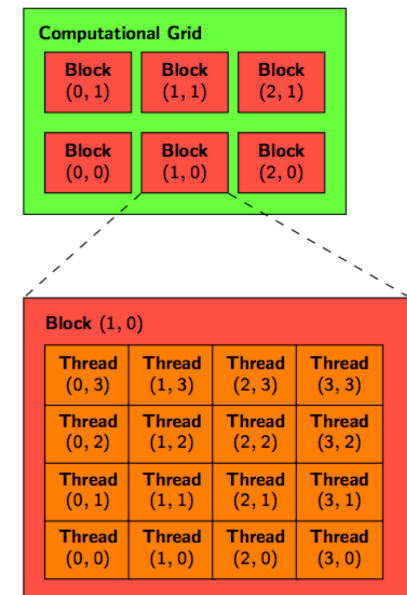 Computational Grid
Block Block Block
(0, 1) (1, 1) (2, 1)
Block Block Block
(0, 0) (1, 0) (2, 0)
Block (1, 0)
Thread Thread Thread Thread
(0, 3) (1, 3) (2, 3) (3, 3)
Thread Thread Thread Thread
(0, 2) (1, 2) (2, 2) (3, 2)
Thread Thread Thread Thread
(0, 1) (1, 1) (2, 1) (3, 1)
Thread Thread Thread Thread
(0, 0) (1, 0) (2, 0) (3, 0)